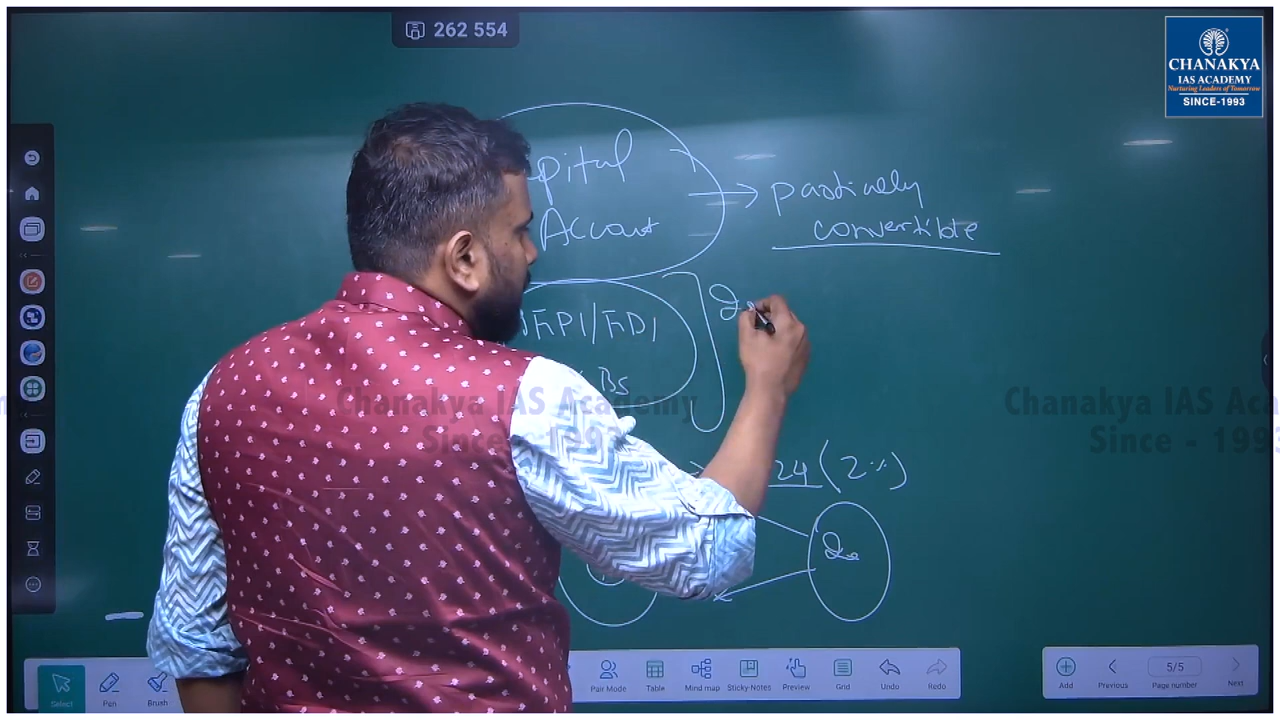 262 554
CHANAKYA
IAS ACADEMY
Nurturing Leaders of Tomorrow
SINCE-1993
pital
Account
→ partially
convertible
FPI/FDI
Bs
24 (2%)
Chanakya IAS Academy
Since - 1993
Chanakya IAS Aca
Since - 1993
Select
Pen
Brush
Pair Mode
Table
Mind map
Sticky-Notes
Preview
Grid
Undo
Redo
Add
Previous
5/5
Page number
Next